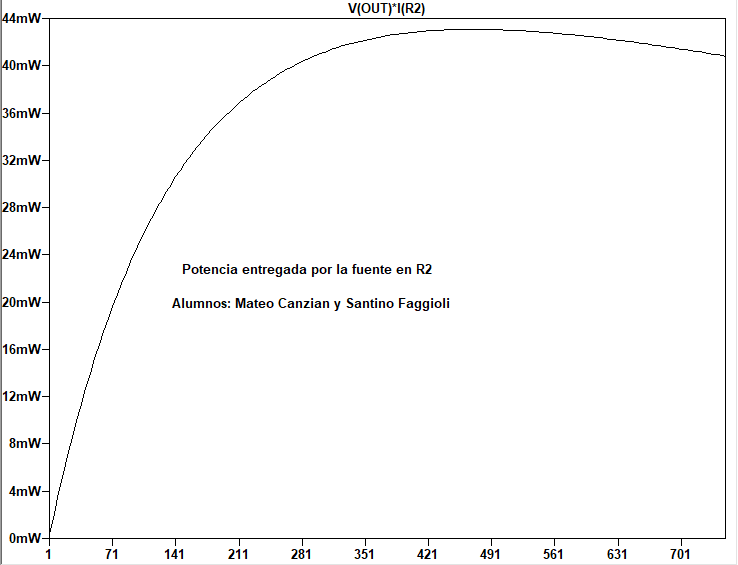 V(OUT)*I(R2)
44mW
40mW
36mW
32mW
28mW
24mW
20mW
16mW
12mW
8mW
4mW
0mW
Potencia entregada por la fuente en R2
Alumnos: Mateo Canzian y Santino Faggioli
1 71 141 211 281 351 421 491 561 631 701